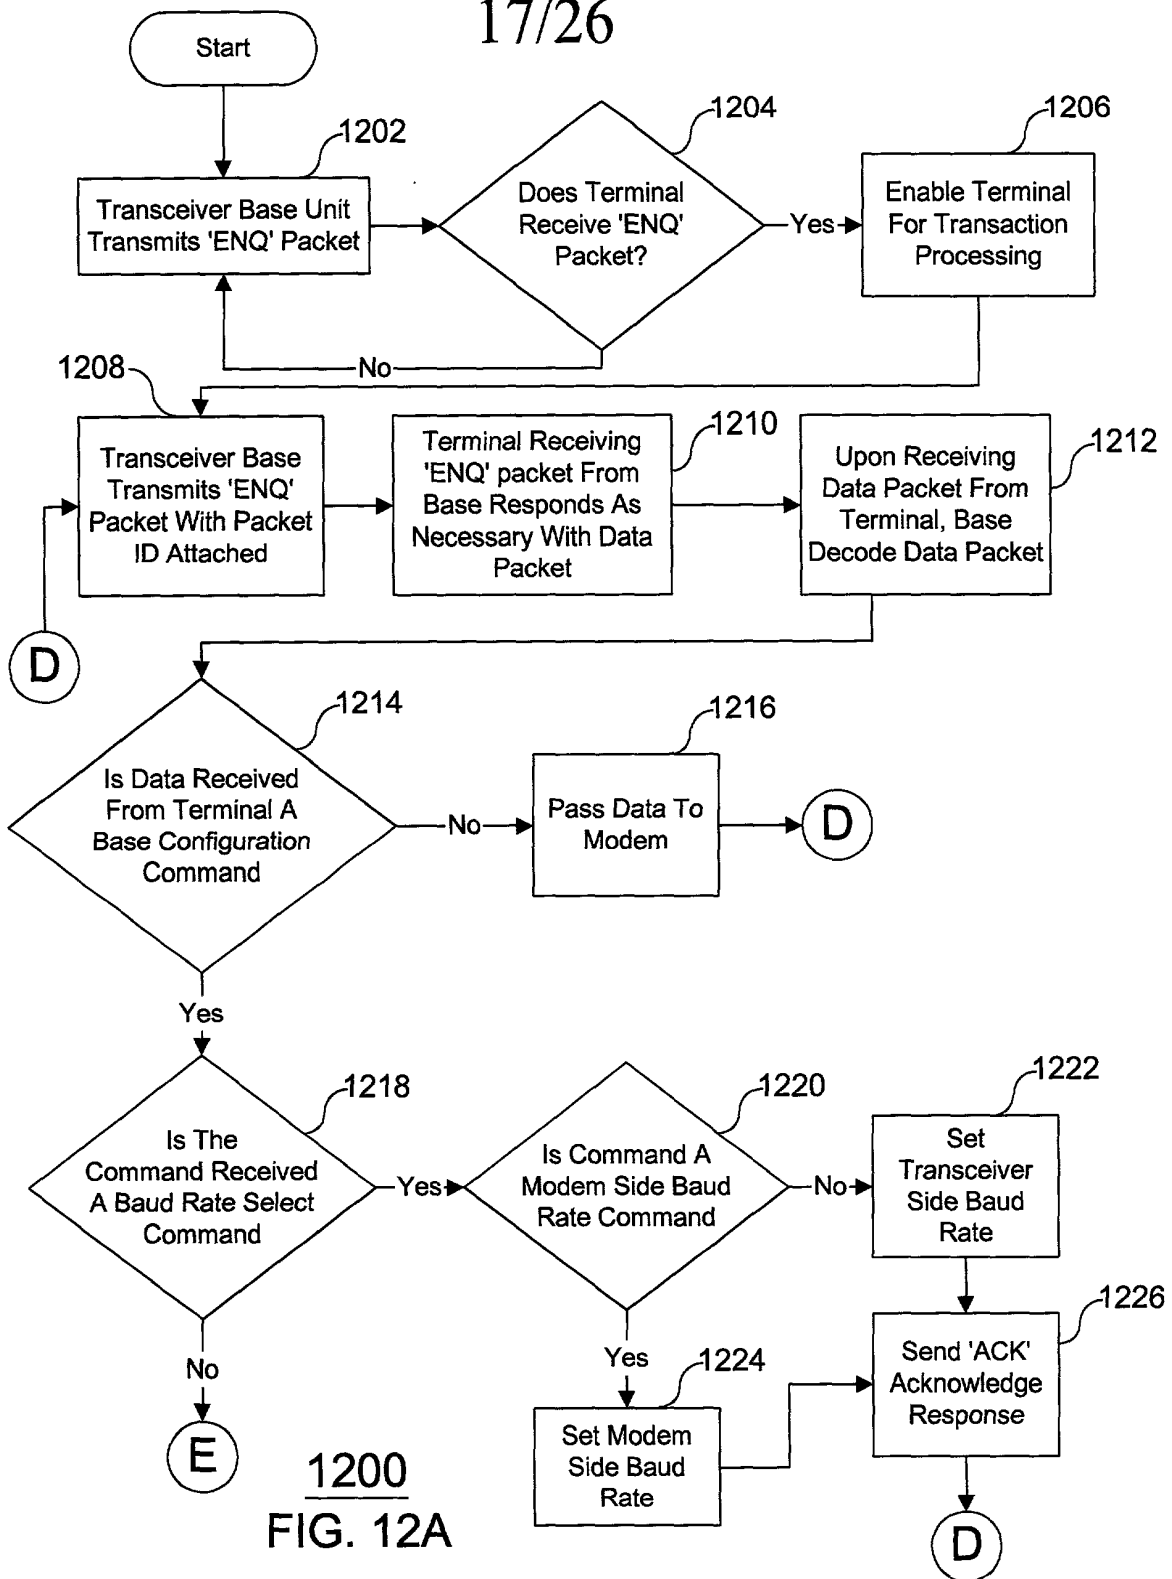 17/26
Start
1202
Transceiver Base Unit
Transmits 'ENQ' Packet
1204
Does Terminal
Receive 'ENQ'
Packet?
Yes
No
1206
Enable Terminal
For Transaction
Processing
1208
Transceiver Base
Transmits 'ENQ'
Packet With Packet
ID Attached
D
1210
Terminal Receiving
'ENQ' packet From
Base Responds As
Necessary With Data
Packet
1212
Upon Receiving
Data Packet From
Terminal, Base
Decode Data Packet
1214
Is Data Received
From Terminal A
Base Configuration
Command
No
1216
Pass Data To
Modem
D
Yes
1218
Is The
Command Received
A Baud Rate Select
Command
Yes
1220
Is Command A
Modem Side Baud
Rate Command
No
1222
Set
Transceiver
Side Baud
Rate
Yes
1224
Set Modem
Side Baud
Rate
1226
Send 'ACK'
Acknowledge
Response
D
No
E
1200
FIG. 12A